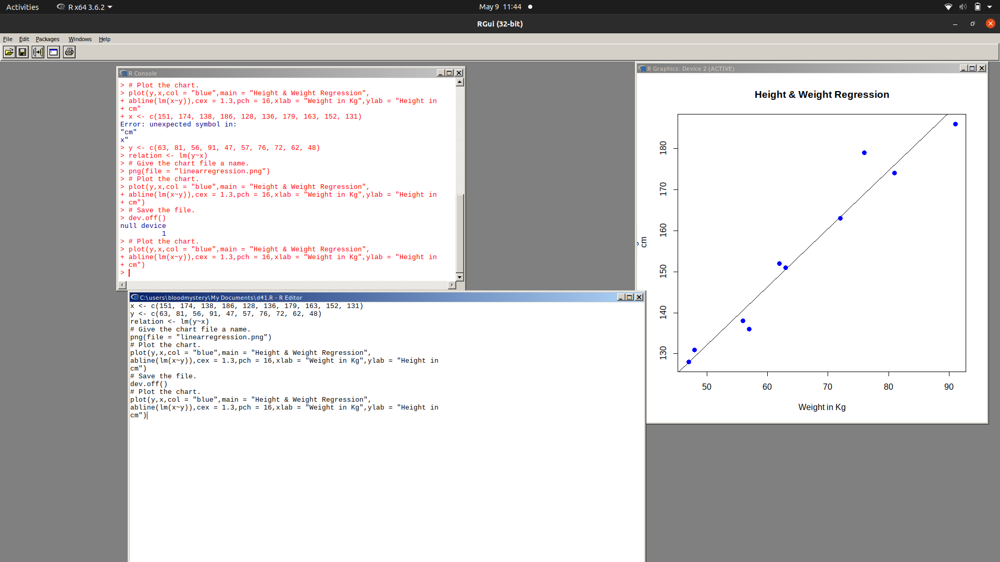 Activities
R x64 3.6.2
May 9 11:44
RGui (32-bit)
File Edit Packages Windows Help
R Console
> # Plot the chart.
> plot(y,x,col = "blue",main = "Height & Weight Regression",
+ abline(lm(x~y)),cex = 1.3,pch = 16,xlab = "Weight in Kg",ylab = "Height in
+ cm"
+ x <- c(151, 174, 138, 186, 128, 136, 179, 163, 152, 131)
Error: unexpected symbol in:
"cm"
x"
> y <- c(63, 81, 56, 91, 47, 57, 76, 72, 62, 48)
> relation <- lm(y~x)
> # Give the chart file a name.
> png(file = "linearregression.png")
> # Plot the chart.
> plot(y,x,col = "blue",main = "Height & Weight Regression",
+ abline(lm(x~y)),cex = 1.3,pch = 16,xlab = "Weight in Kg",ylab = "Height in
+ cm")
> # Save the file.
> dev.off()
null device
          1
> # Plot the chart.
> plot(y,x,col = "blue",main = "Height & Weight Regression",
+ abline(lm(x~y)),cex = 1.3,pch = 16,xlab = "Weight in Kg",ylab = "Height in
+ cm")
>
C:\users\bloodmystery\My Documents\d41.R - R Editor
x <- c(151, 174, 138, 186, 128, 136, 179, 163, 152, 131)
y <- c(63, 81, 56, 91, 47, 57, 76, 72, 62, 48)
relation <- lm(y~x)
# Give the chart file a name.
png(file = "linearregression.png")
# Plot the chart.
plot(y,x,col = "blue",main = "Height & Weight Regression",
abline(lm(x~y)),cex = 1.3,pch = 16,xlab = "Weight in Kg",ylab = "Height in
cm")
# Save the file.
dev.off()
# Plot the chart.
plot(y,x,col = "blue",main = "Height & Weight Regression",
abline(lm(x~y)),cex = 1.3,pch = 16,xlab = "Weight in Kg",ylab = "Height in
cm")
R Graphics: Device 2 (ACTIVE)
Height & Weight Regression
180
170
160
150
140
130
cm
50 60 70 80 90
Weight in Kg